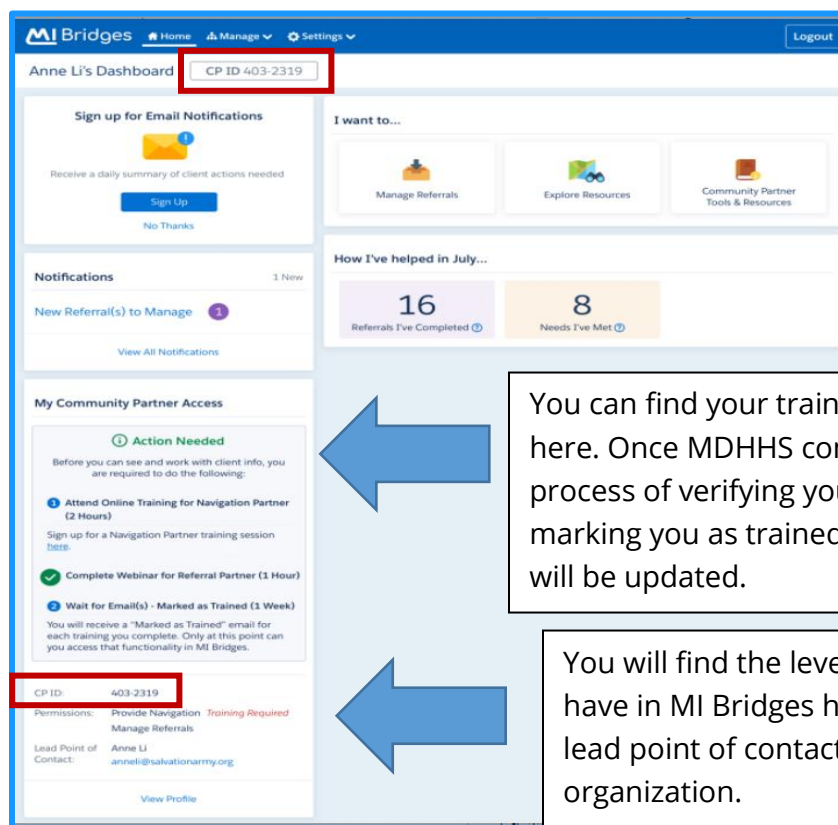 MI Bridges Home Manage Settings Logout
Anne Li's Dashboard CP ID 403-2319
Sign up for Email Notifications
Receive a daily summary of client actions needed
Sign Up
No Thanks
I want to...
Manage Referrals
Explore Resources
Community Partner
Tools & Resources
Notifications 1 New
New Referral(s) to Manage 1
View All Notifications
How I've helped in July...
16
Referrals I've Completed
8
Needs I've Met
My Community Partner Access
Action Needed
Before you can see and work with client info, you
are required to do the following:
1 Attend Online Training for Navigation Partner
(2 Hours)
Sign up for a Navigation Partner training session
here.
Complete Webinar for Referral Partner (1 Hour)
2 Wait for Email(s) - Marked as Trained (1 Week)
You will receive a "Marked as Trained" email for
each training you complete. Only at this point can
you access that functionality in MI Bridges.
CP ID: 403-2319
Permissions: Provide Navigation Training Required
Manage Referrals
Lead Point of Anne Li
Contact: anneli@salvationarmy.org
View Profile
You can find your train
here. Once MDHHS co
process of verifying yo
marking you as trained
will be updated.
You will find the leve
have in MI Bridges h
lead point of contact
organization.